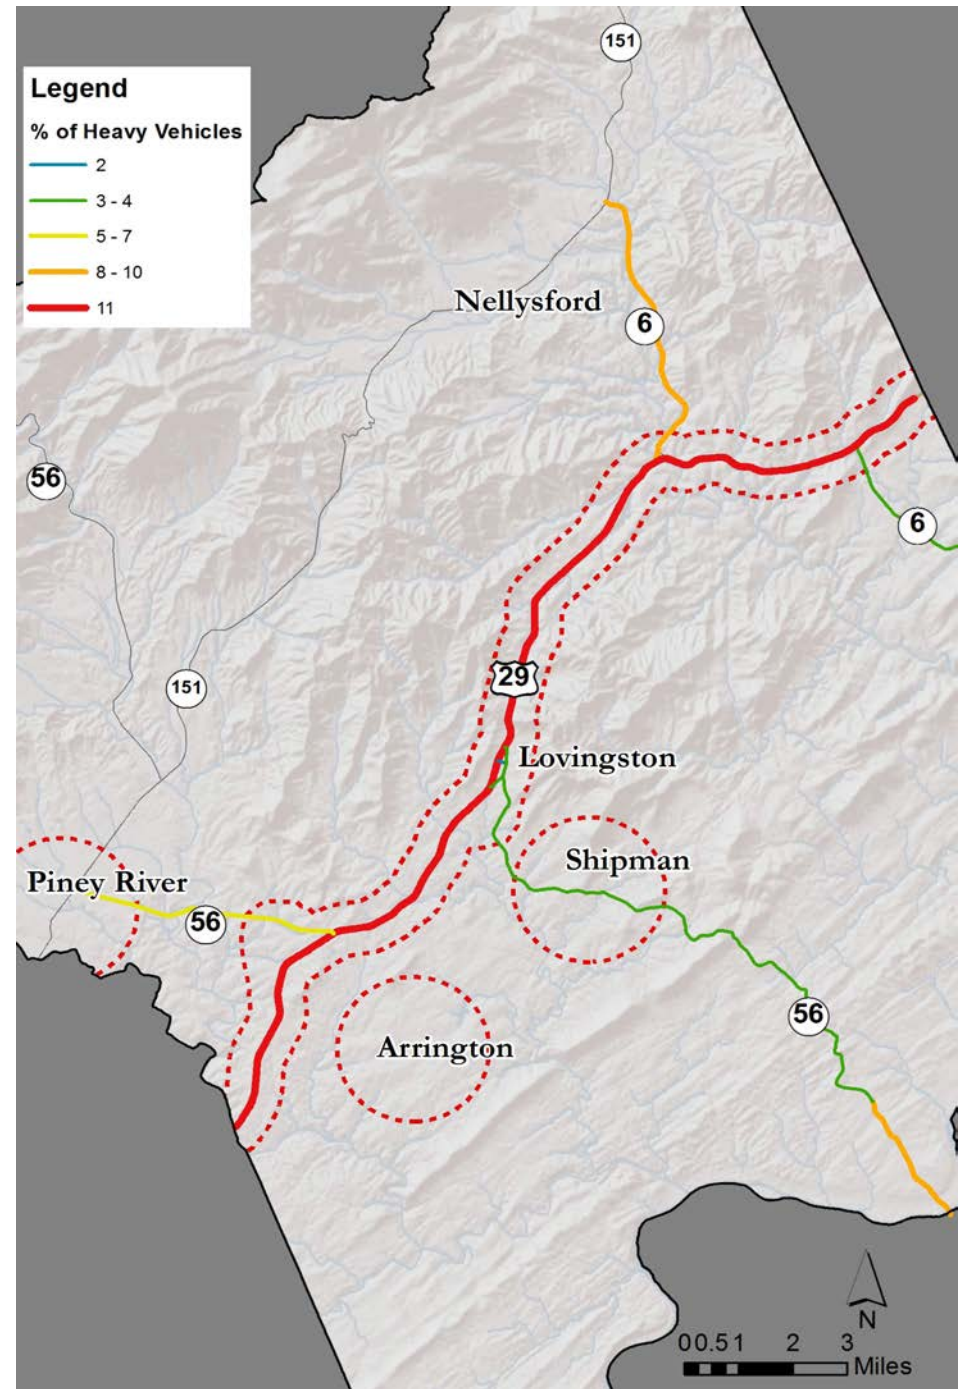 151
Legend
% of Heavy Vehicles
2
3 - 4
5 - 7
8 - 10
11
Nellysford
6
56
6
151
29
Lovingston
Shipman
Piney River
56
56
Arrington
N
0 0.5 1 2 3
Miles